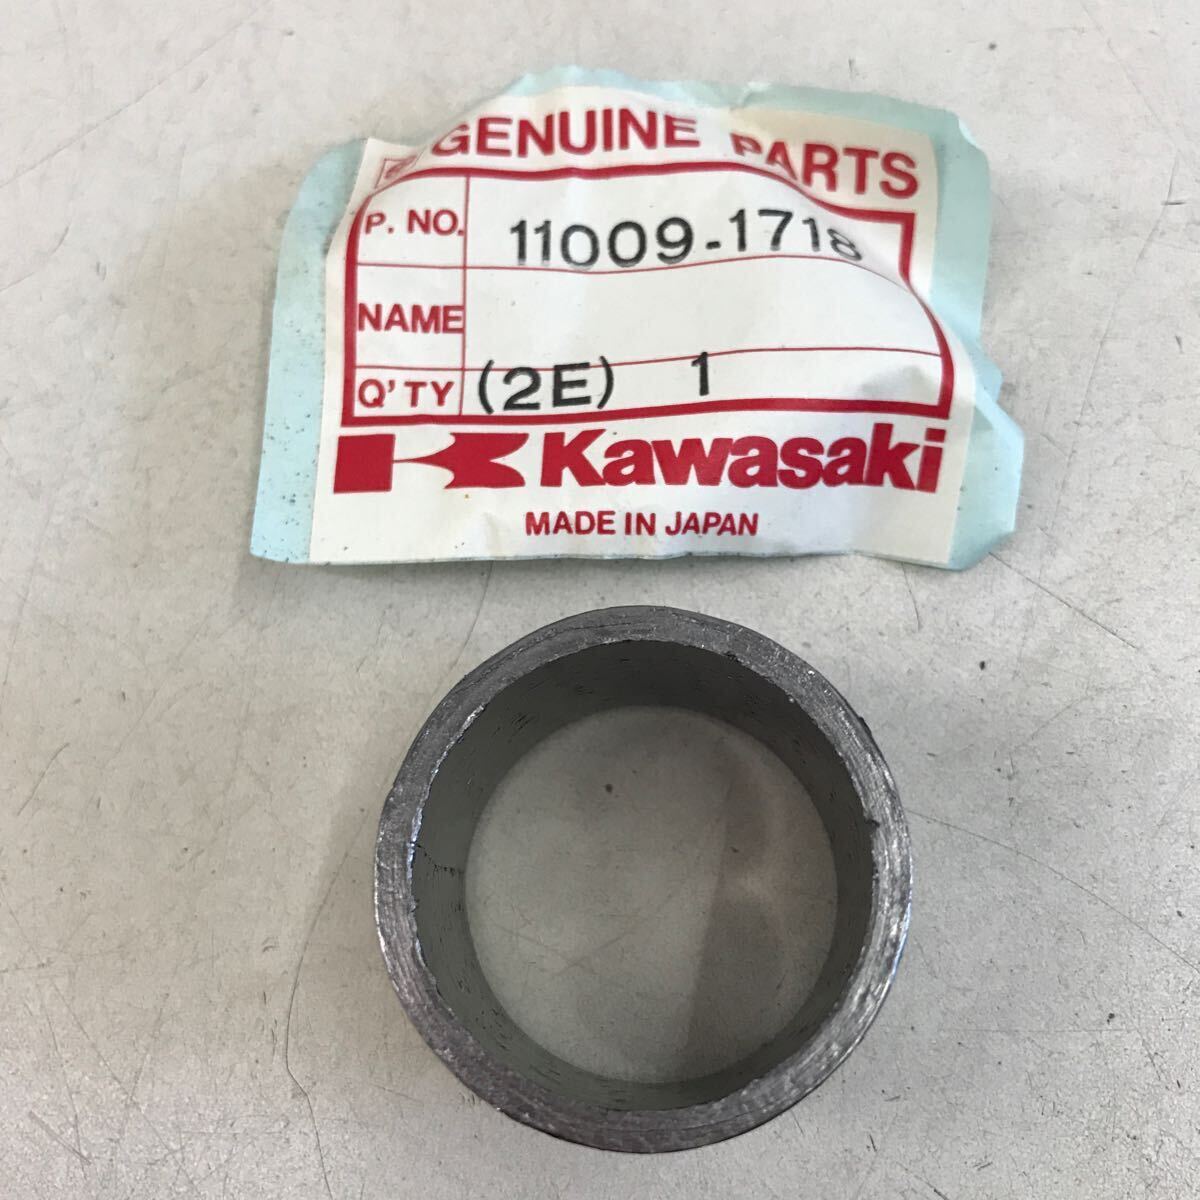 GENUINE PARTS
P. NO. 11009-1718
NAME
Q'TY (2E) 1
Kawasaki
MADE IN JAPAN